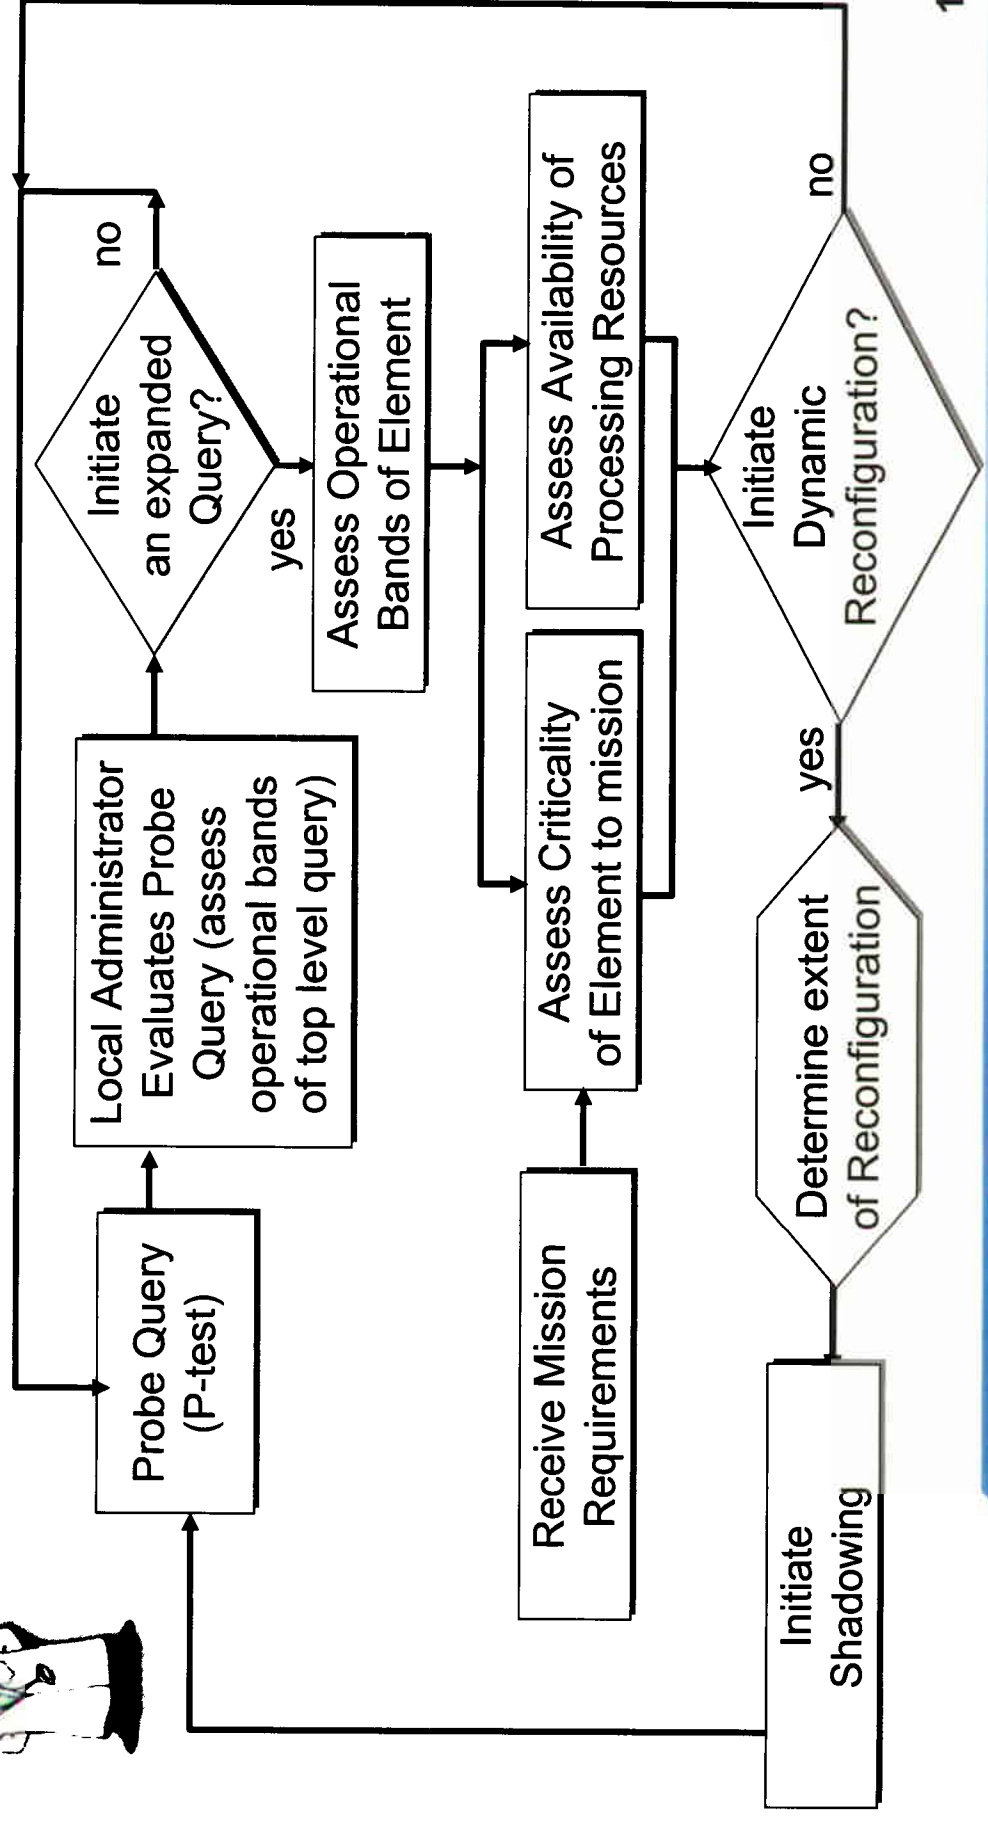 Probe Query
(P-test)
Local Administrator
Evaluates Probe
Query (assess
operational bands
of top level query)
Initiate
an expanded
Query?
no
yes
Assess Operational
Bands of Element
Receive Mission
Requirements
Assess Criticality
of Element to mission
Assess Availability of
Processing Resources
Initiate
Dynamic
Reconfiguration?
no
yes
Determine extent
of Reconfiguration
Initiate
Shadowing